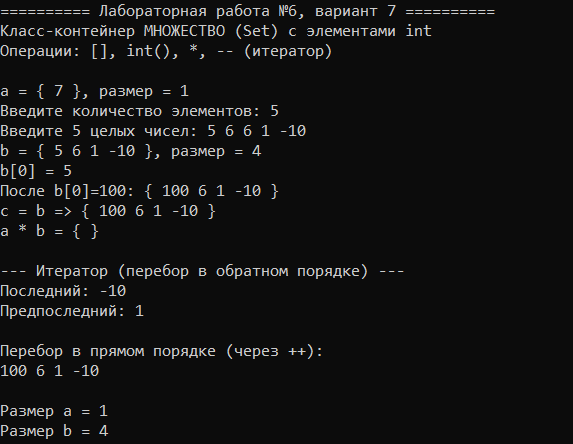 ========== Лабораторная работа №6, вариант 7 ==========
Класс-контейнер МНОЖЕСТВО (Set) с элементами int
Операции: [], int(), *, -- (итератор)
a = { 7 }, размер = 1
Введите количество элементов: 5
Введите 5 целых чисел: 5 6 6 1 -10
b = { 5 6 1 -10 }, размер = 4
b[0] = 5
После b[0]=100: { 100 6 1 -10 }
c = b => { 100 6 1 -10 }
a * b = { }
--- Итератор (перебор в обратном порядке) ---
Последний: -10
Предпоследний: 1
Перебор в прямом порядке (через ++):
100 6 1 -10
Размер a = 1
Размер b = 4